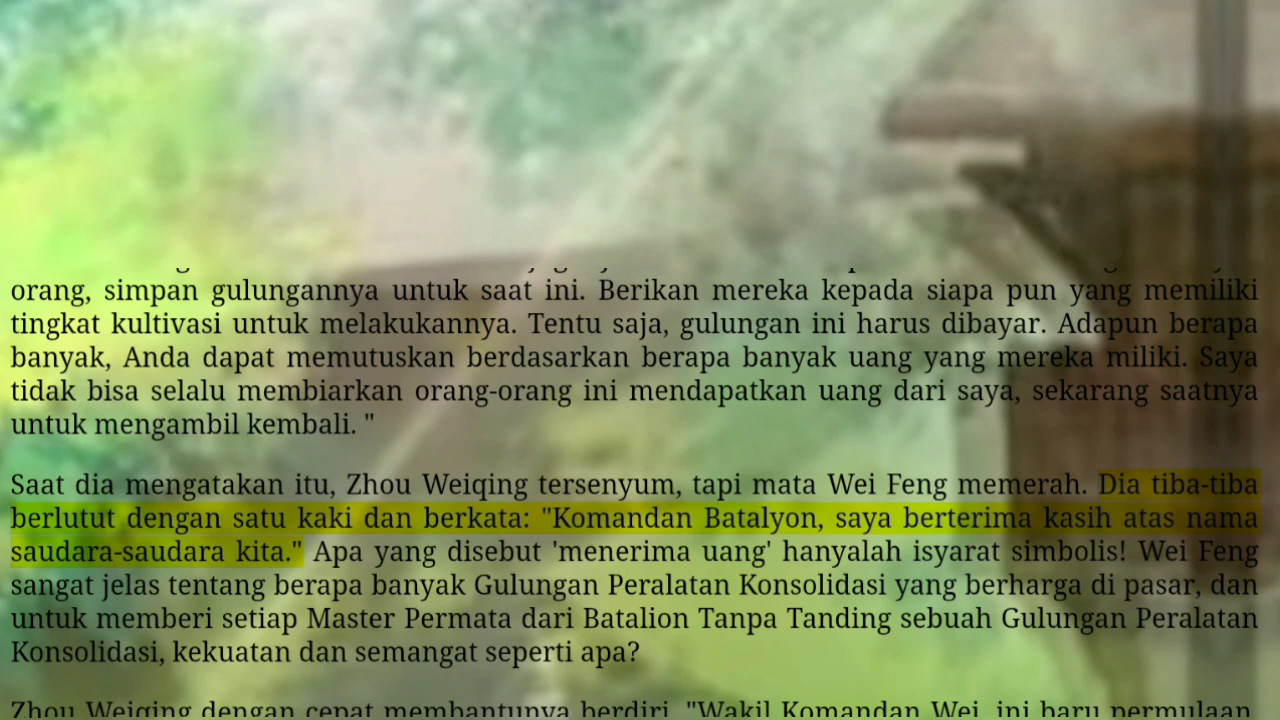 orang, simpan gulungannya untuk saat ini. Berikan mereka kepada siapa pun yang memiliki
tingkat kultivasi untuk melakukannya. Tentu saja, gulungan ini harus dibayar. Adapun berapa
banyak, Anda dapat memutuskan berdasarkan berapa banyak uang yang mereka miliki. Saya
tidak bisa selalu membiarkan orang-orang ini mendapatkan uang dari saya, sekarang saatnya
untuk mengambil kembali. "
Saat dia mengatakan itu, Zhou Weiqing tersenyum, tapi mata Wei Feng memerah. Dia tiba-tiba
berlutut dengan satu kaki dan berkata: "Komandan Batalyon, saya berterima kasih atas nama
saudara-saudara kita." Apa yang disebut 'menerima uang' hanyalah isyarat simbolis! Wei Feng
sangat jelas tentang berapa banyak Gulungan Peralatan Konsolidasi yang berharga di pasar, dan
untuk memberi setiap Master Permata dari Batalion Tanpa Tanding sebuah Gulungan Peralatan
Konsolidasi, kekuatan dan semangat seperti apa?
Zhou Weiqing dengan cepat membantunya berdiri, "Wakil Komandan Wei, ini baru permulaan.